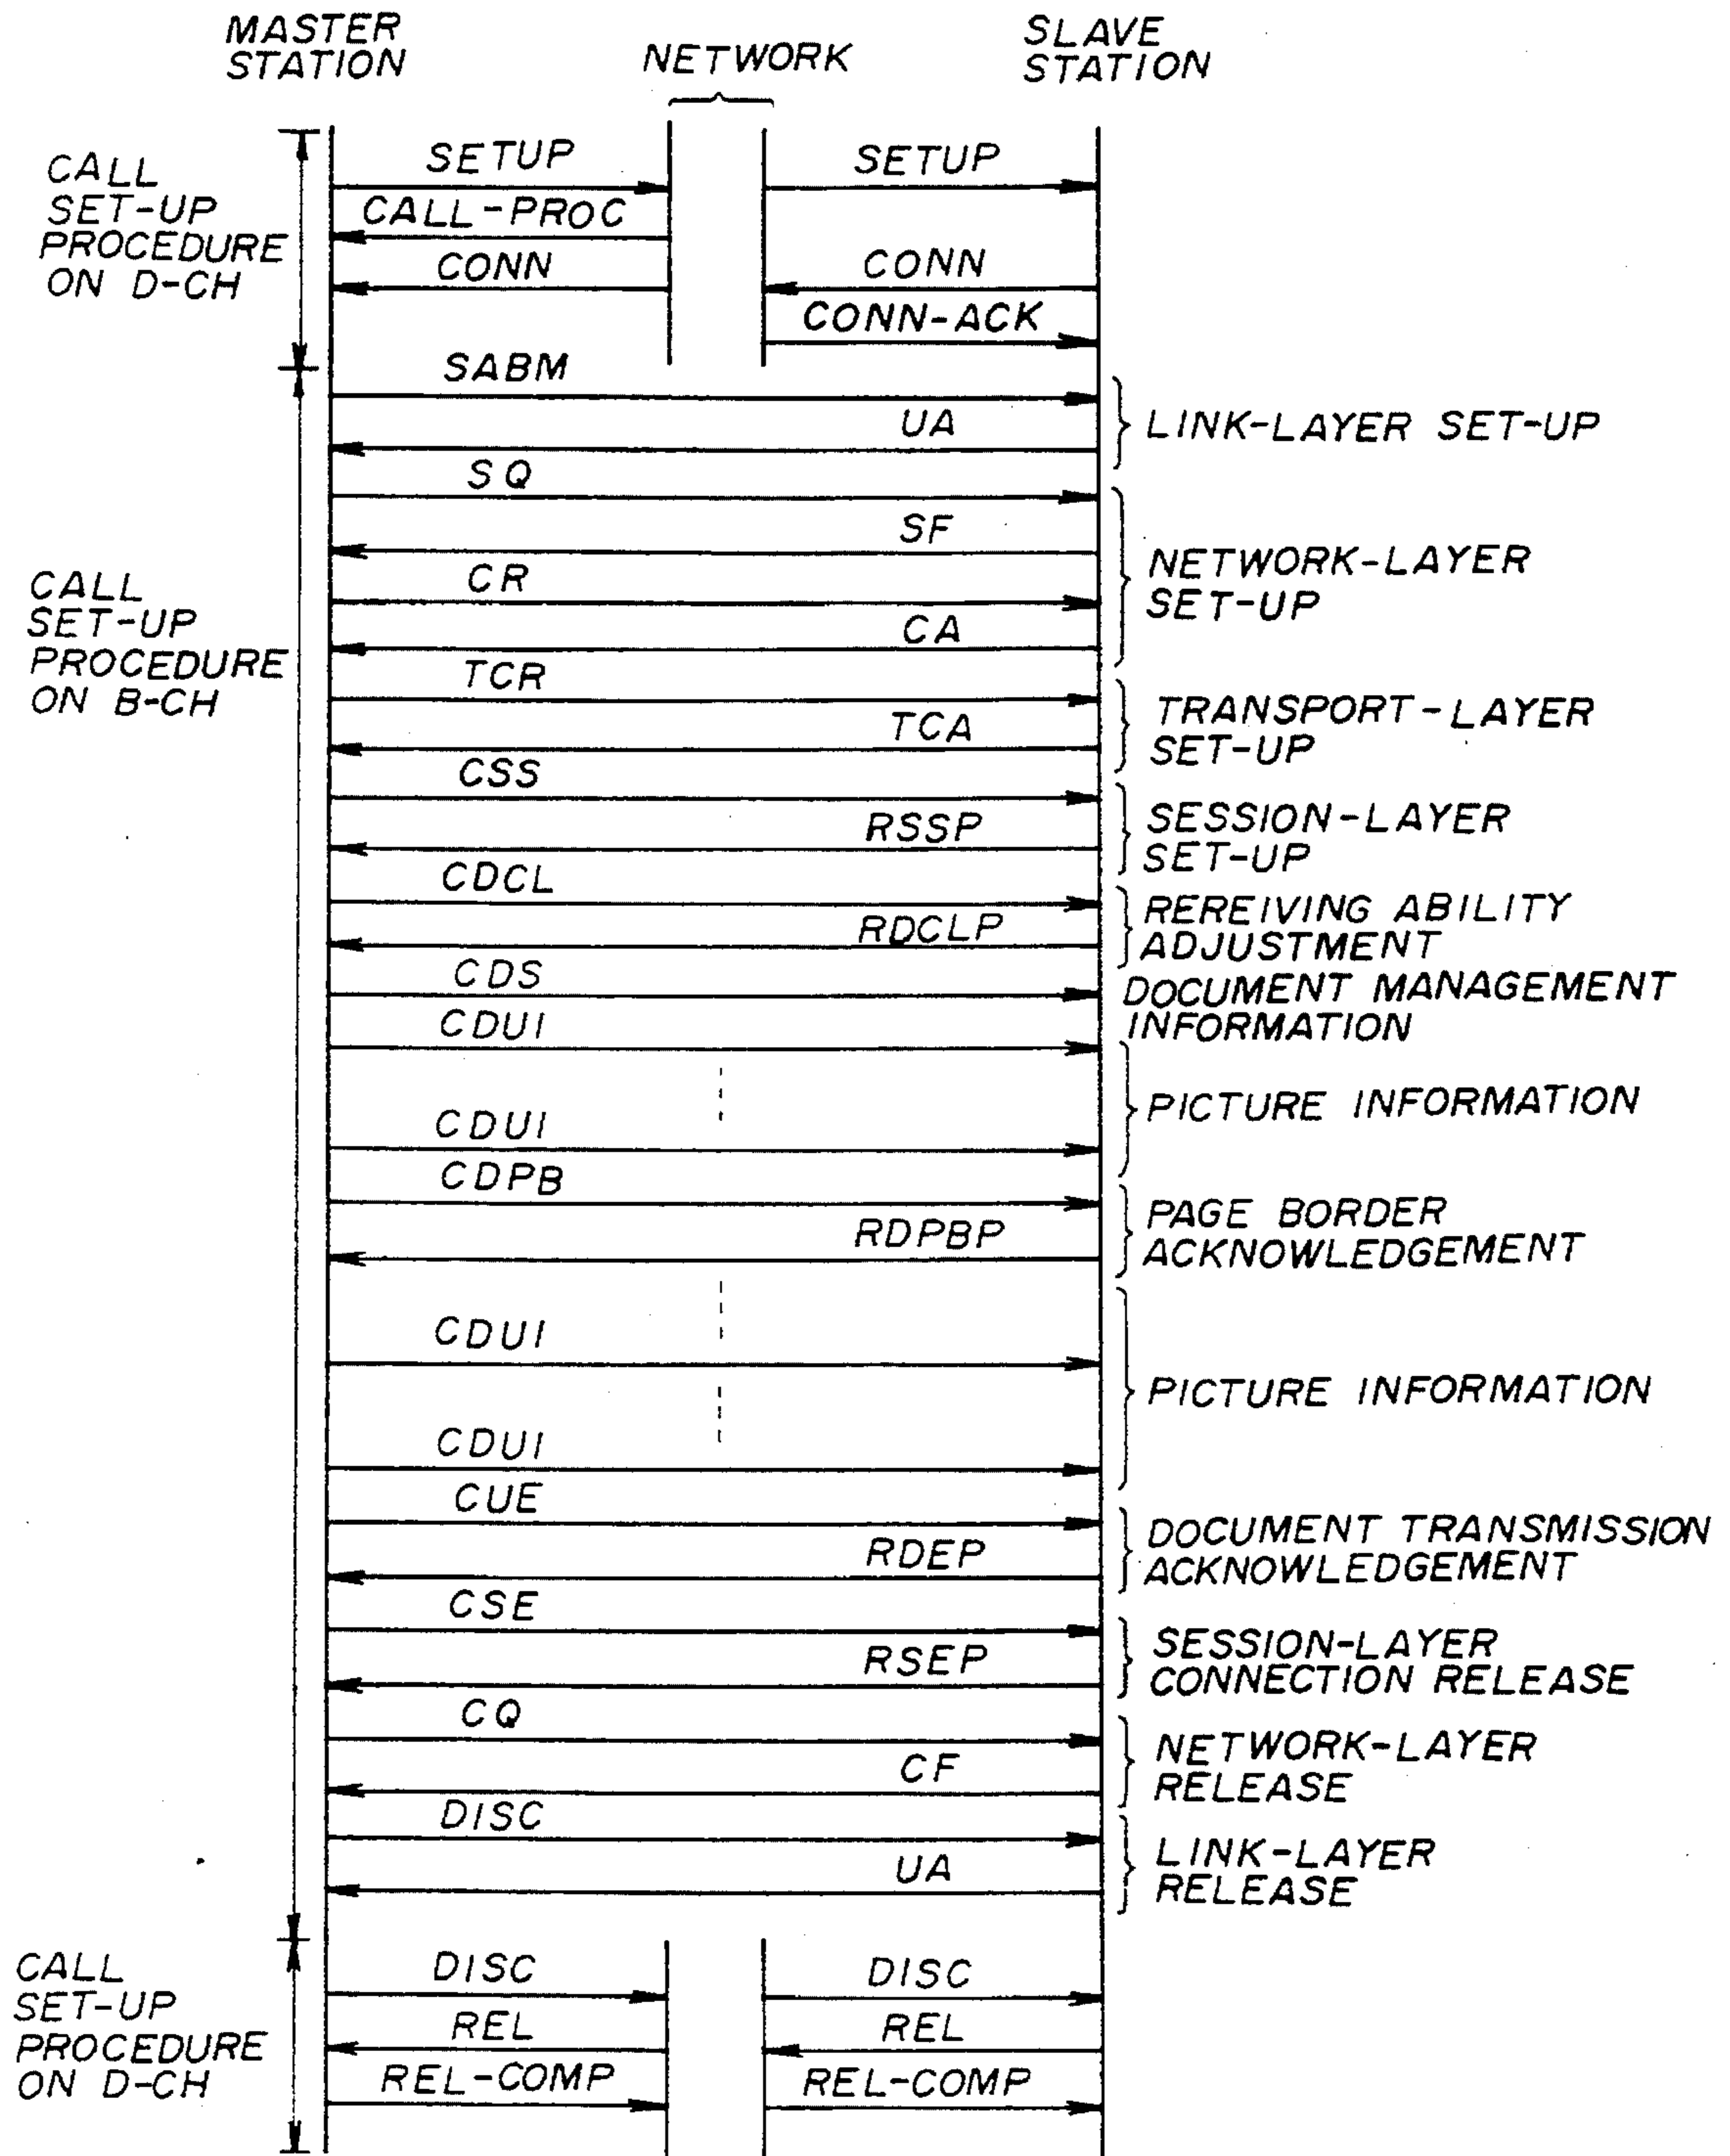 MASTER
STATION
NETWORK
SLAVE
STATION
CALL
SET-UP
PROCEDURE
ON D-CH
SETUP
SETUP
CALL-PROC
CONN
CONN
CONN-ACK
CALL
SET-UP
PROCEDURE
ON B-CH
SABM
UA
LINK-LAYER SET-UP
SQ
SF
CR
CA
NETWORK-LAYER
SET-UP
TCR
TCA
TRANSPORT-LAYER
SET-UP
CSS
RSSP
SESSION-LAYER
SET-UP
CDCL
RDCLP
REREIVING ABILITY
ADJUSTMENT
CDS
DOCUMENT MANAGEMENT
INFORMATION
CDUI
CDUI
PICTURE INFORMATION
CDPB
RDPBP
PAGE BORDER
ACKNOWLEDGEMENT
CDUI
CDUI
PICTURE INFORMATION
CUE
RDEP
DOCUMENT TRANSMISSION
ACKNOWLEDGEMENT
CSE
RSEP
SESSION-LAYER
CONNECTION RELEASE
CQ
CF
NETWORK-LAYER
RELEASE
DISC
UA
LINK-LAYER
RELEASE
CALL
SET-UP
PROCEDURE
ON D-CH
DISC
DISC
REL
REL
REL-COMP
REL-COMP